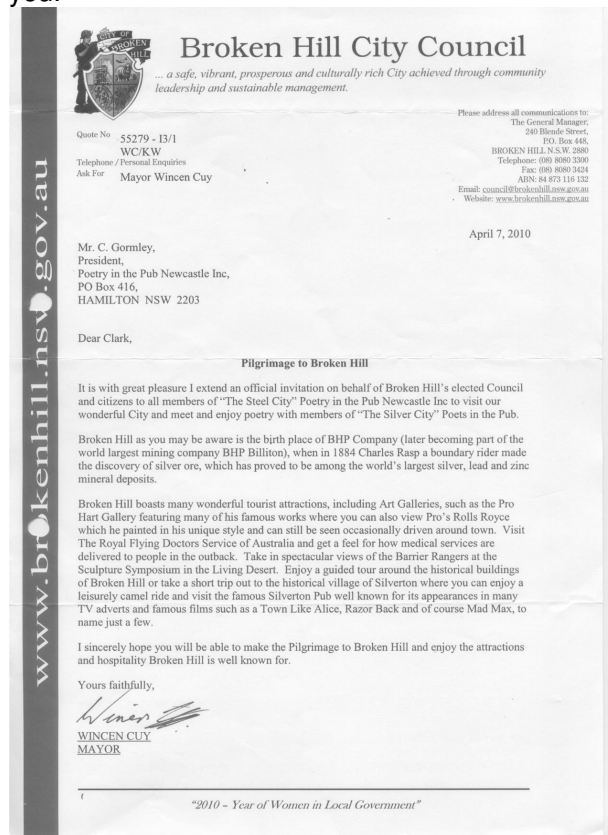 you.
CITY OF
BROKEN
HILL
Broken Hill City Council
... a safe, vibrant, prosperous and culturally rich City achieved through community
leadership and sustainable management.
Please address all communications to:
The General Manager,
240 Blende Street,
P.O. Box 448,
BROKEN HILL N.S.W. 2880
Telephone: (08) 8080 3300
Fax: (08) 8080 3424
ABN: 84 873 116 132
Email: council@brokenhill.nsw.gov.au
Website: www.brokenhill.nsw.gov.au
Quote No 55279 - I3/1
WC/KW
Telephone / Personal Enquiries
Ask For Mayor Wincen Cuy
April 7, 2010
Mr. C. Gormley,
President,
Poetry in the Pub Newcastle Inc,
PO Box 416,
HAMILTON NSW 2203
Dear Clark,
Pilgrimage to Broken Hill
It is with great pleasure I extend an official invitation on behalf of Broken Hill's elected Council
and citizens to all members of "The Steel City" Poetry in the Pub Newcastle Inc to visit our
wonderful City and meet and enjoy poetry with members of "The Silver City" Poets in the Pub.
Broken Hill as you may be aware is the birth place of BHP Company (later becoming part of the
world largest mining company BHP Billiton), when in 1884 Charles Rasp a boundary rider made
the discovery of silver ore, which has proved to be among the world's largest silver, lead and zinc
mineral deposits.
Broken Hill boasts many wonderful tourist attractions, including Art Galleries, such as the Pro
Hart Gallery featuring many of his famous works where you can also view Pro's Rolls Royce
which he painted in his unique style and can still be seen occasionally driven around town. Visit
The Royal Flying Doctors Service of Australia and get a feel for how medical services are
delivered to people in the outback. Take in spectacular views of the Barrier Rangers at the
Sculpture Symposium in the Living Desert. Enjoy a guided tour around the historical buildings
of Broken Hill or take a short trip out to the historical village of Silverton where you can enjoy a
leisurely camel ride and visit the famous Silverton Pub well known for its appearances in many
TV adverts and famous films such as a Town Like Alice, Razor Back and of course Mad Max, to
name just a few.
I sincerely hope you will be able to make the Pilgrimage to Broken Hill and enjoy the attractions
and hospitality Broken Hill is well known for.
Yours faithfully,
WINCEN CUY
MAYOR
"2010 - Year of Women in Local Government"
www.brokenhill.nsw.gov.au